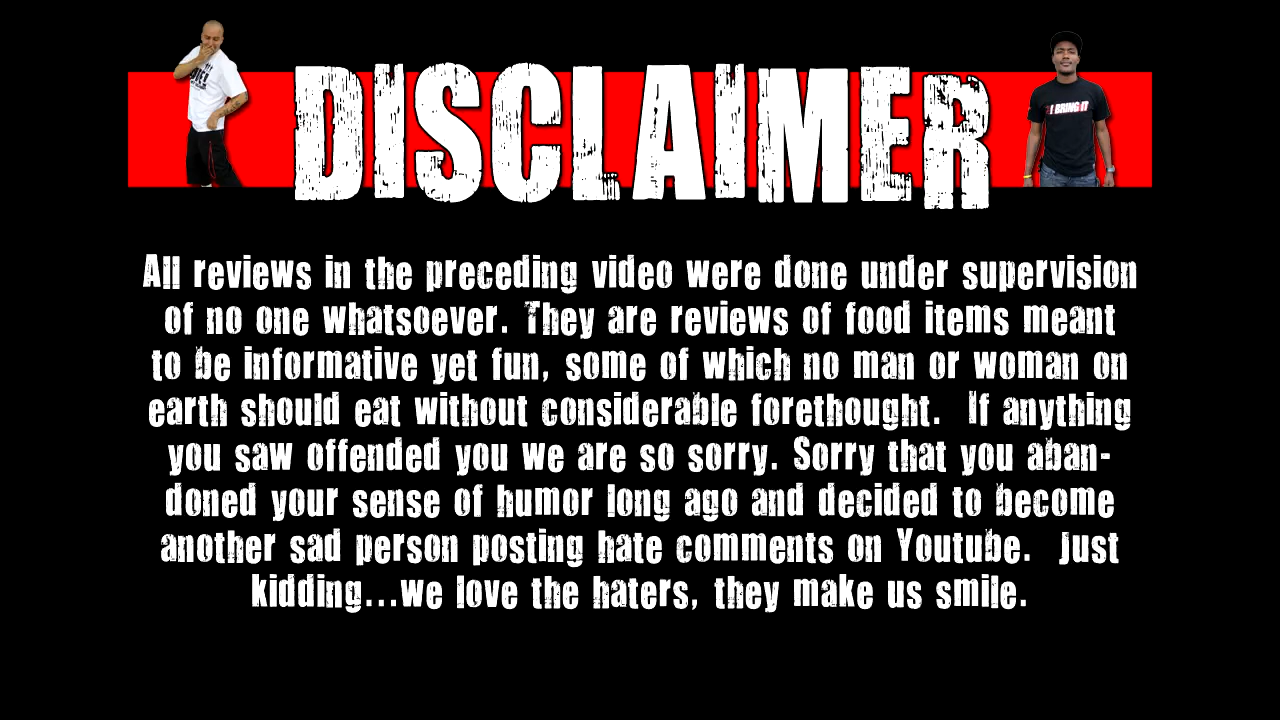 DISCLAIMER
I BRING IT
All reviews in the preceding video were done under supervision
of no one whatsoever. They are reviews of food items meant
to be informative yet fun, some of which no man or woman on
earth should eat without considerable forethought. If anything
you saw offended you we are so sorry. Sorry that you aban-
doned your sense of humor long ago and decided to become
another sad person posting hate comments on Youtube. Just
kidding...we love the haters, they make us smile.